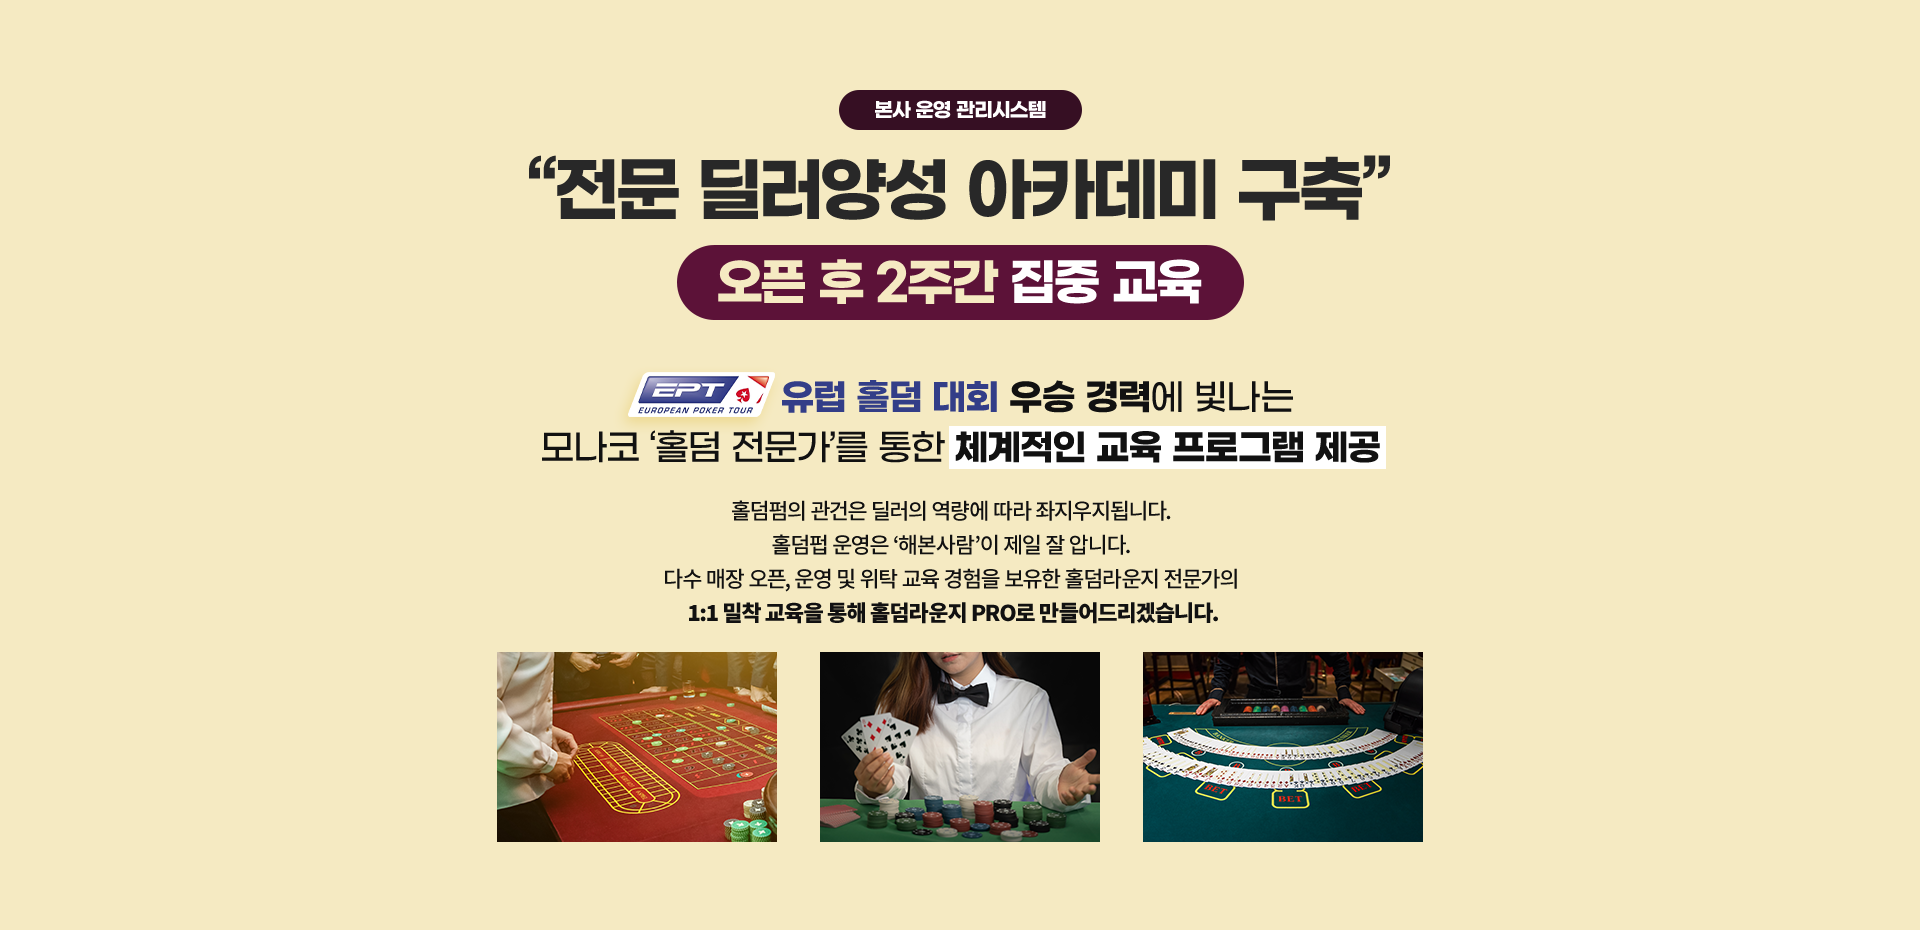 본사 운영 관리시스템
“전문 딜러양성 아카데미 구축”
오픈 후 2주간 집중 교육
EPT
EUROPEAN POKER TOUR
유럽 홀덤 대회 우승 경력에 빛나는
모나코 ‘홀덤 전문가’를 통한 체계적인 교육 프로그램 제공
홀덤펌의 관건은 딜러의 역량에 따라 좌지우지됩니다.
홀덤펍 운영은 ‘해본사람’이 제일 잘 압니다.
다수 매장 오픈, 운영 및 위탁 교육 경험을 보유한 홀덤라운지 전문가의
1:1 밀착 교육을 통해 홀덤라운지 PRO로 만들어드리겠습니다.
BET
BET
BET